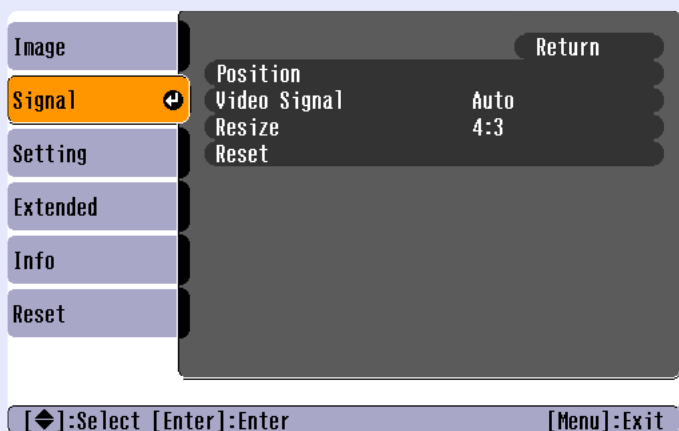 Image
Signal
Setting
Extended
Info
Reset
Return
Position
Video Signal Auto
Resize 4:3
Reset
[◆]:Select [Enter]:Enter [Menu]:Exit